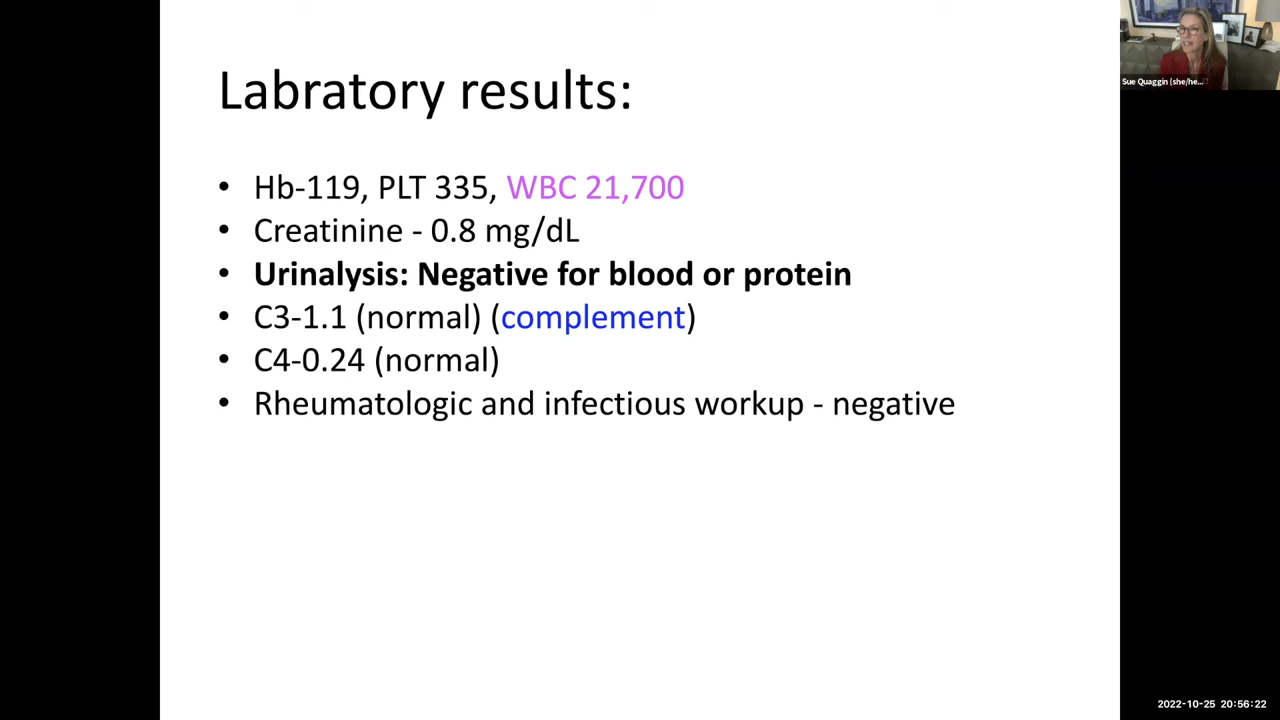 Labratory results:
• Hb-119, PLT 335, WBC 21,700
• Creatinine - 0.8 mg/dL
• Urinalysis: Negative for blood or protein
• C3-1.1 (normal) (complement)
• C4-0.24 (normal)
• Rheumatologic and infectious workup - negative
Sue Quaggin (she/he...
2022-10-25 20:56:22